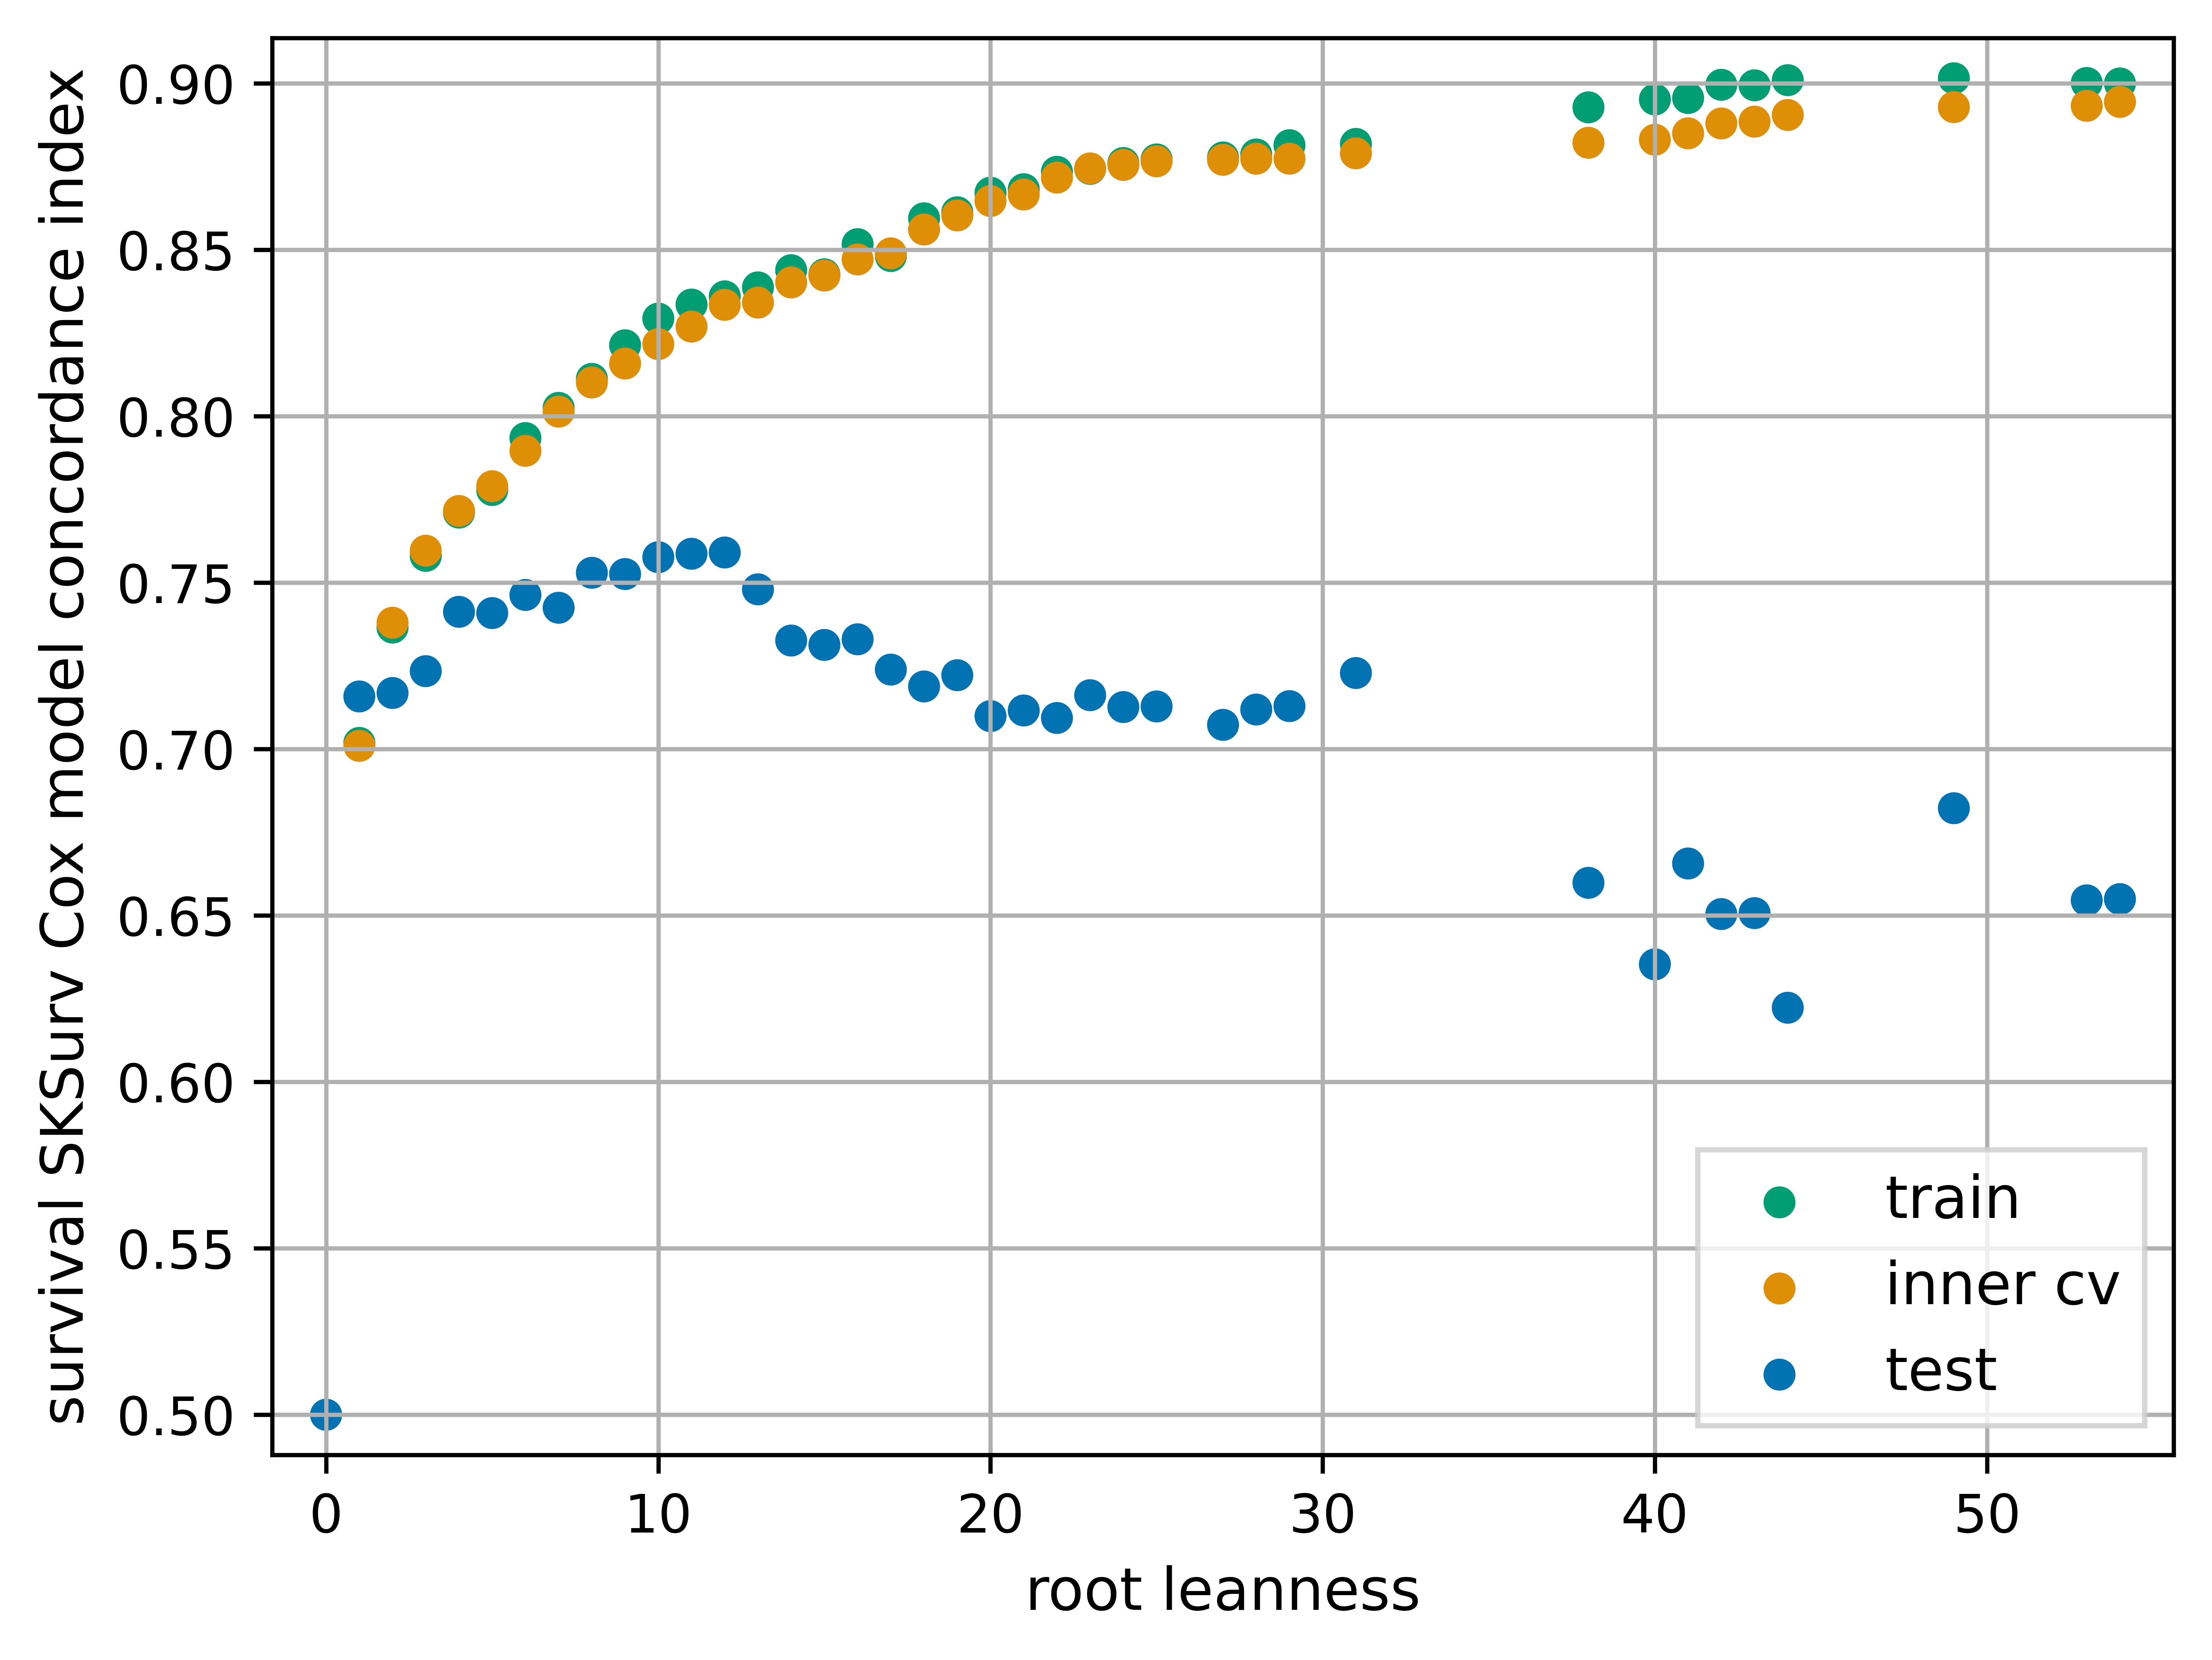 survival SKSurv Cox model concordance index
0.90
0.85
0.80
0.75
0.70
0.65
0.60
0.55
0.50
train
inner cv
test
0 10 20 30 40 50
root leanness